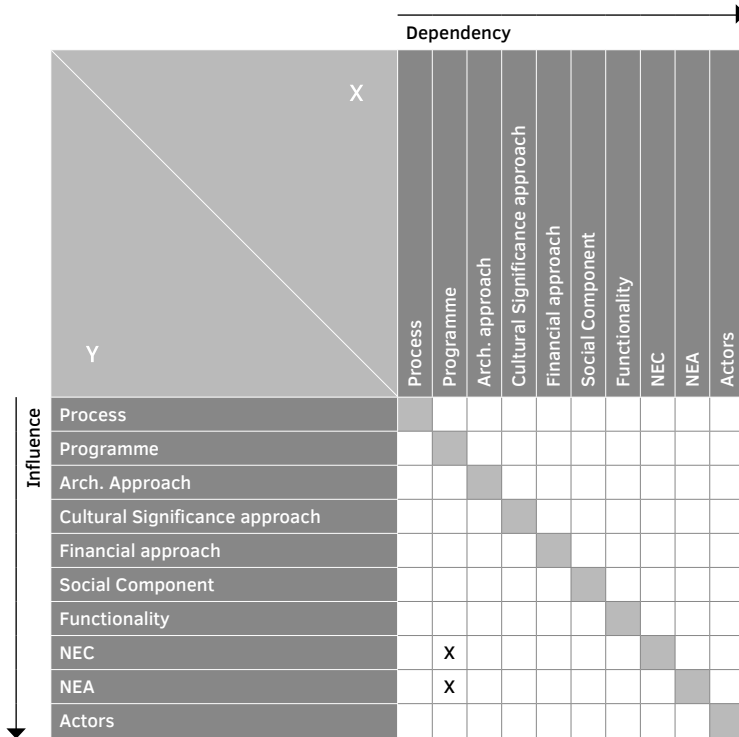 Dependency
X
Y
Process
Programme
Arch. approach
Cultural Significance approach
Financial approach
Social Component
Functionality
NEC
NEA
Actors
Influence
Process
Programme
Arch. Approach
Cultural Significance approach
Financial approach
Social Component
Functionality
NEC X
NEA X
Actors